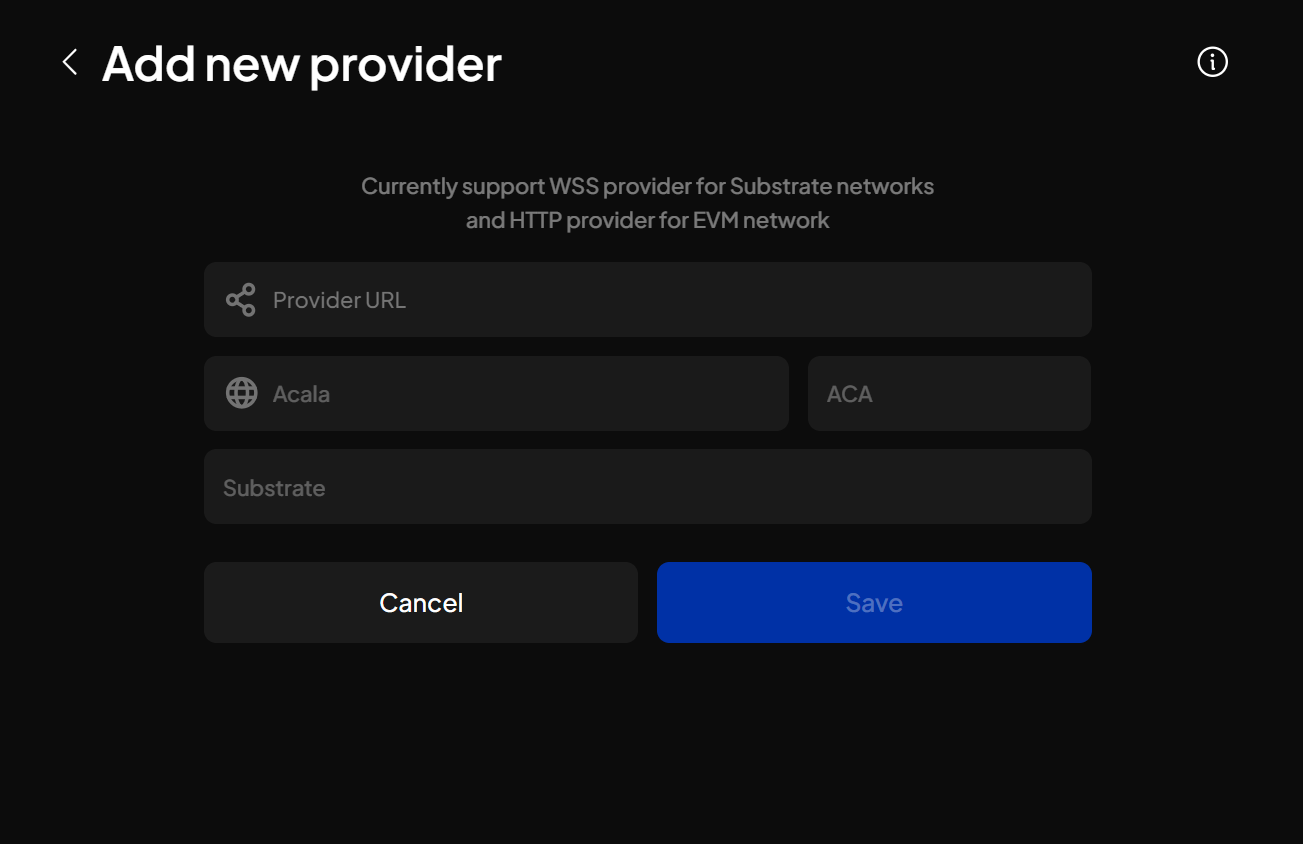 Add new provider
Currently support WSS provider for Substrate networks
and HTTP provider for EVM network
Provider URL
Acala
ACA
Substrate
Cancel
Save